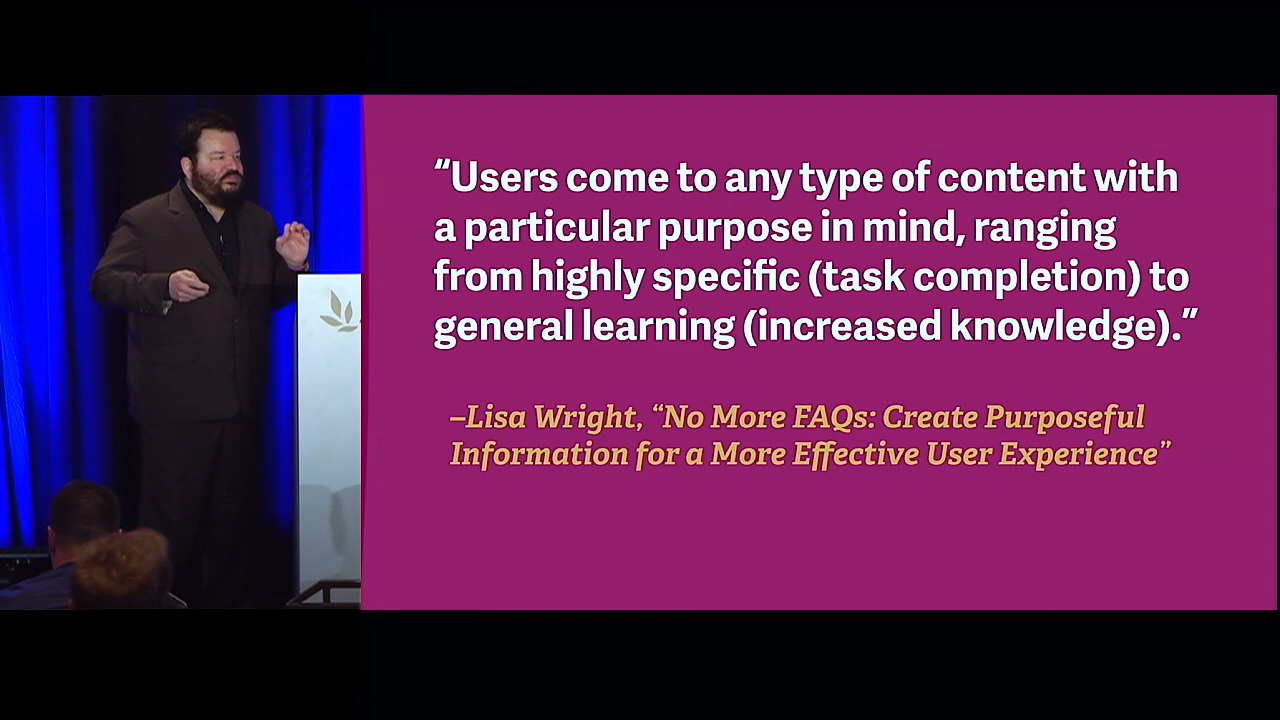 “Users come to any type of content with
a particular purpose in mind, ranging
from highly specific (task completion) to
general learning (increased knowledge).”
–Lisa Wright, “No More FAQs: Create Purposeful
Information for a More Effective User Experience”